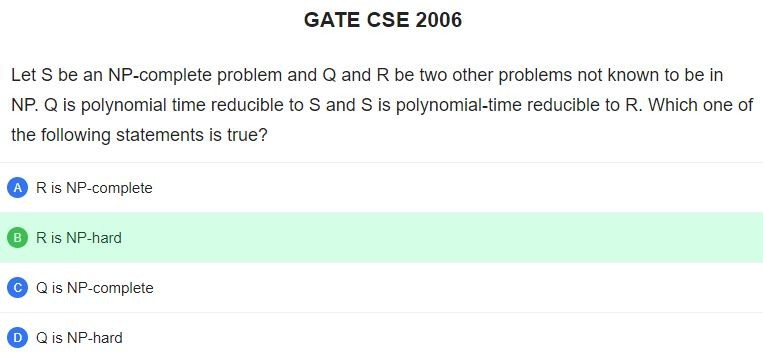 GATE CSE 2006
Let S be an NP-complete problem and Q and R be two other problems not known to be in
NP. Q is polynomial time reducible to S and S is polynomial-time reducible to R. Which one of
the following statements is true?
A R is NP-complete
B R is NP-hard
C Q is NP-complete
D Q is NP-hard